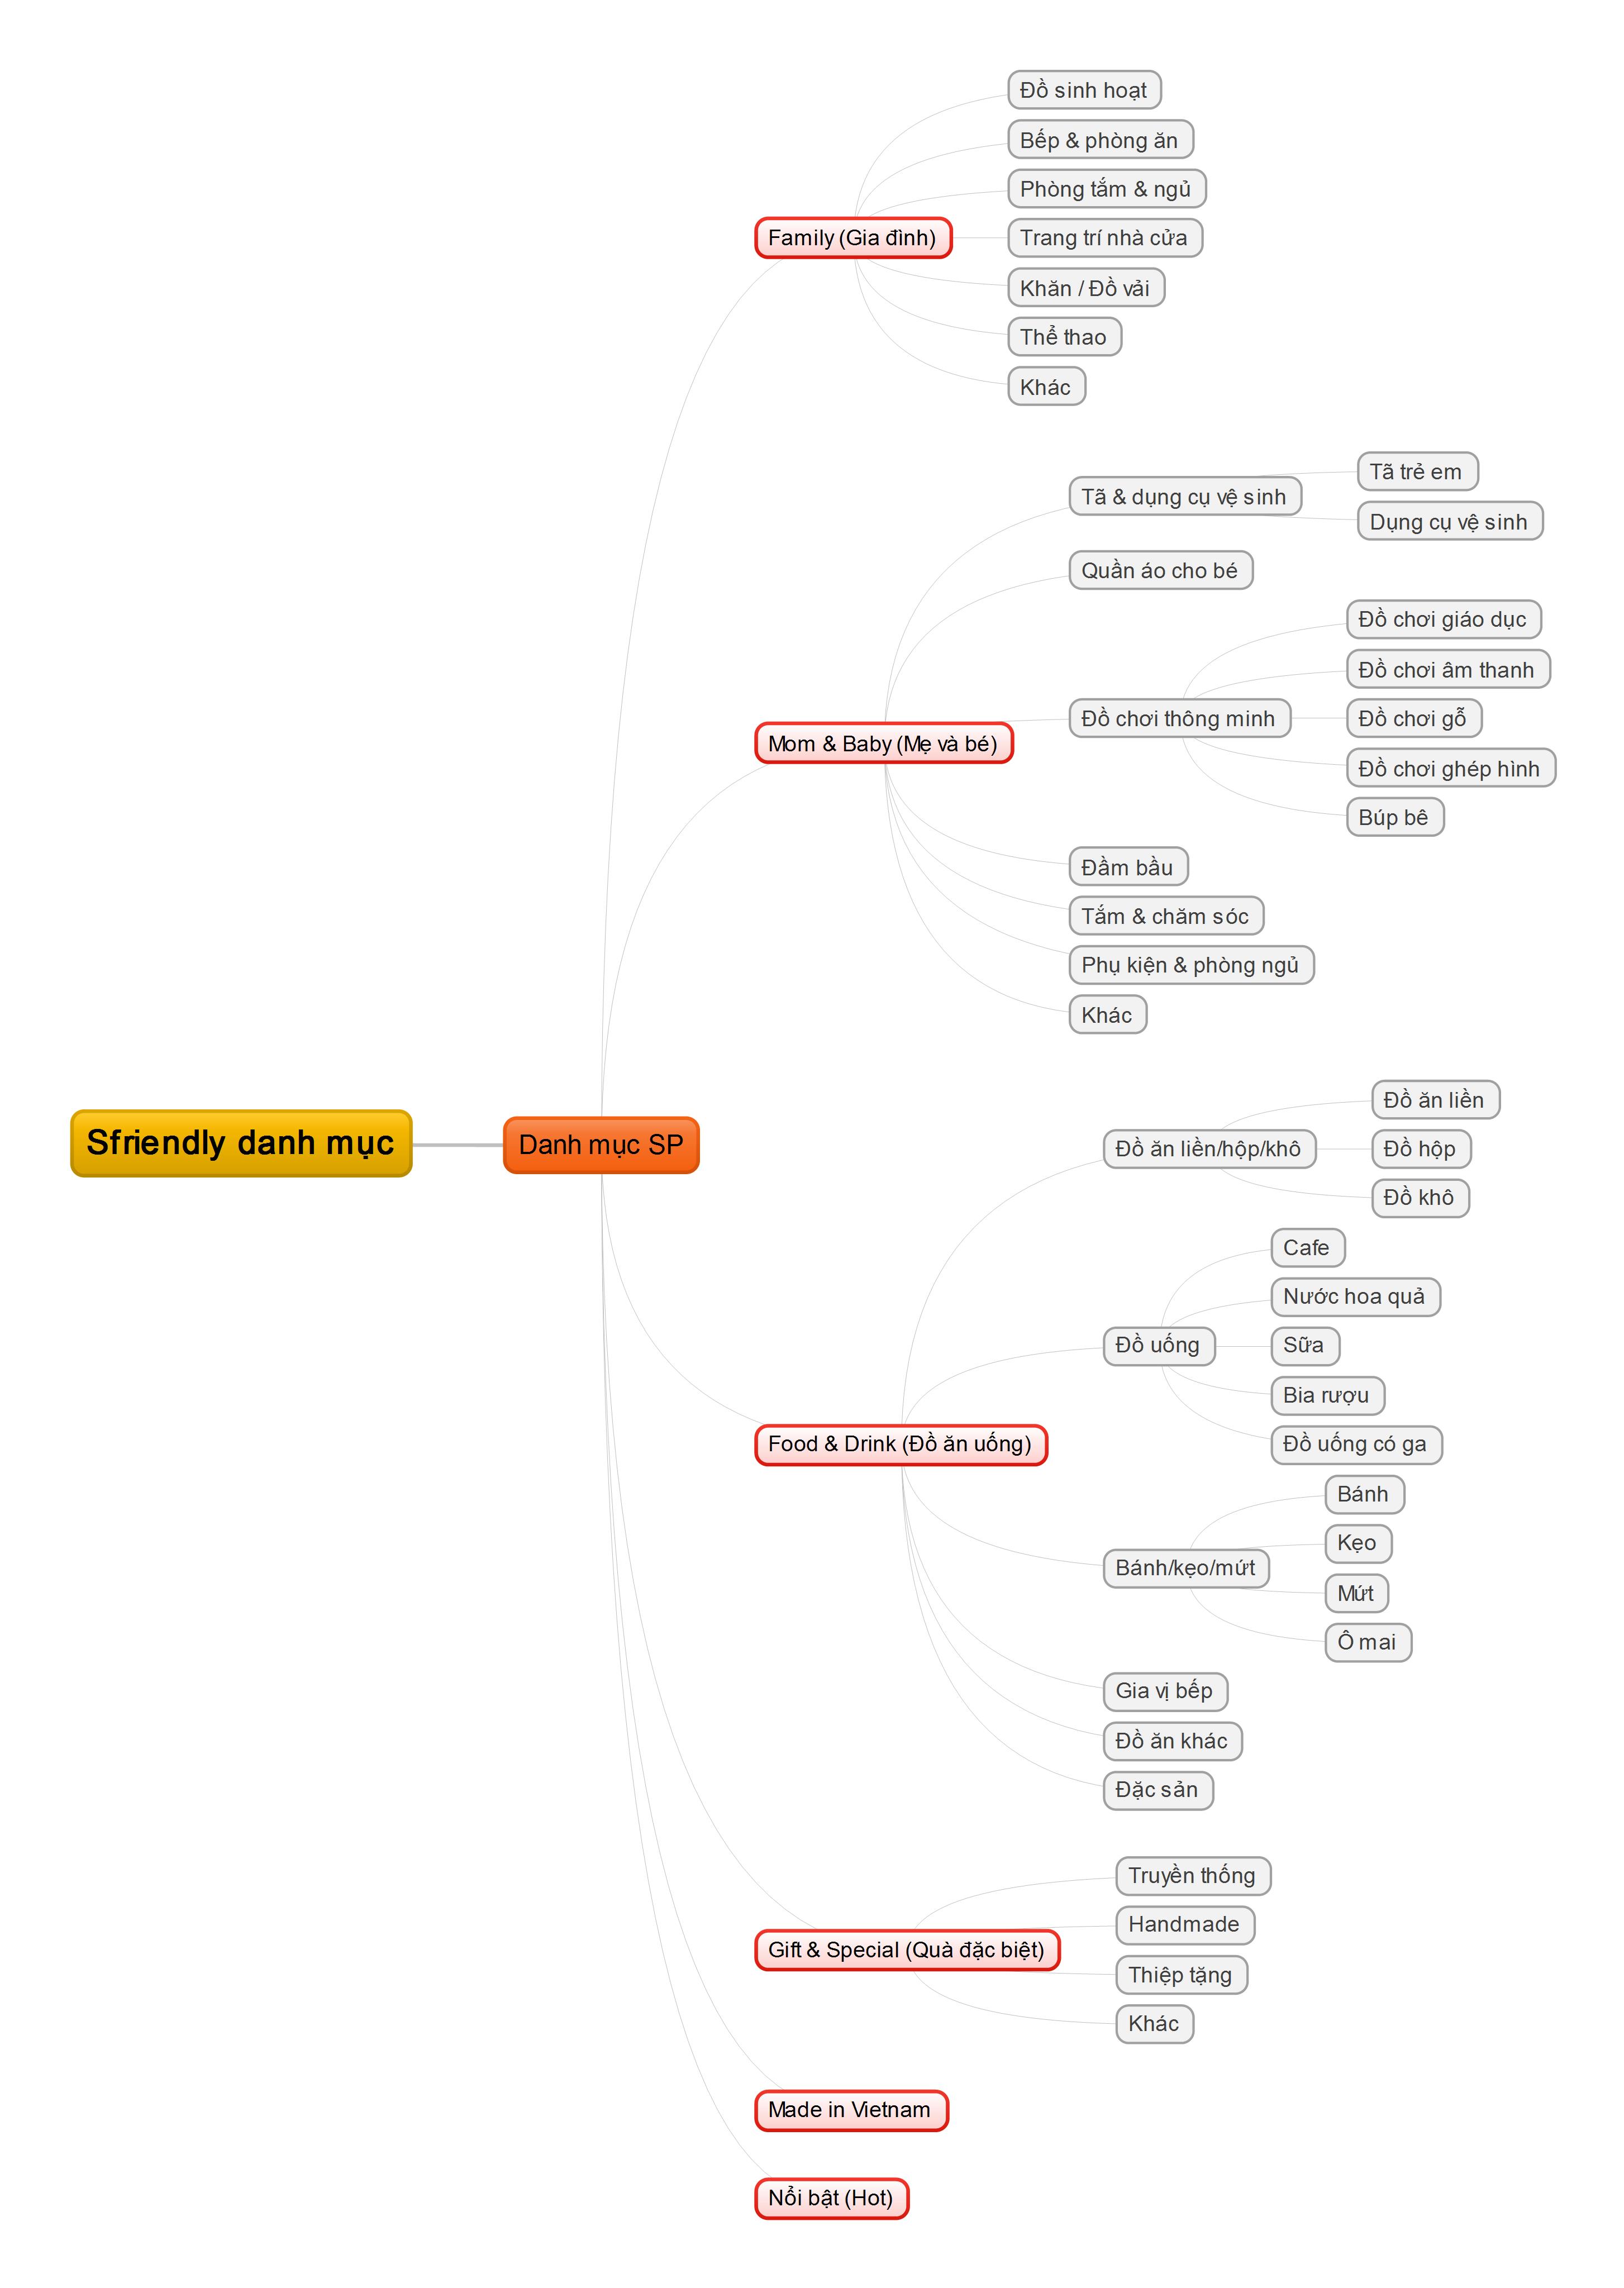 Sfriendly danh mục
Danh mục SP
Family (Gia đình)
Đồ sinh hoạt
Bếp & phòng ăn
Phòng tắm & ngủ
Trang trí nhà cửa
Khăn / Đồ vải
Thể thao
Khác
Mom & Baby (Mẹ và bé)
Tã & dụng cụ vệ sinh
Tã trẻ em
Dụng cụ vệ sinh
Quần áo cho bé
Đồ chơi thông minh
Đồ chơi giáo dục
Đồ chơi âm thanh
Đồ chơi gỗ
Đồ chơi ghép hình
Búp bê
Đầm bầu
Tắm & chăm sóc
Phụ kiện & phòng ngủ
Khác
Food & Drink (Đồ ăn uống)
Đồ ăn liền/hộp/khô
Đồ ăn liền
Đồ hộp
Đồ khô
Đồ uống
Cafe
Nước hoa quả
Sữa
Bia rượu
Đồ uống có ga
Bánh/kẹo/mứt
Bánh
Kẹo
Mứt
Ô mai
Gia vị bếp
Đồ ăn khác
Đặc sản
Gift & Special (Quà đặc biệt)
Truyền thống
Handmade
Thiệp tặng
Khác
Made in Vietnam
Nổi bật (Hot)